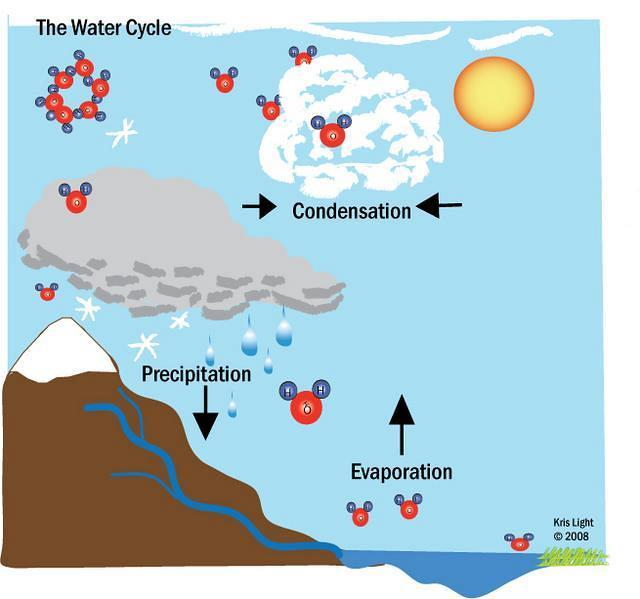 The Water Cycle
Condensation
Precipitation
H H
O
Evaporation
Kris Light
© 2008